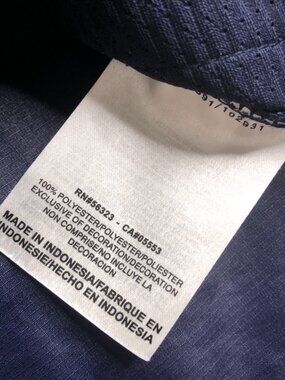 RN#56323 - CA#05553
100% POLYESTER/POLYESTER/POLIESTER
EXCLUSIVE OF DECORATION/DECORATION
NON COMPRISE/NO INCLUYE LA
DECORACION
MADE IN INDONESIA/FABRIQUE EN
INDONESIE/HECHO EN INDONESIA